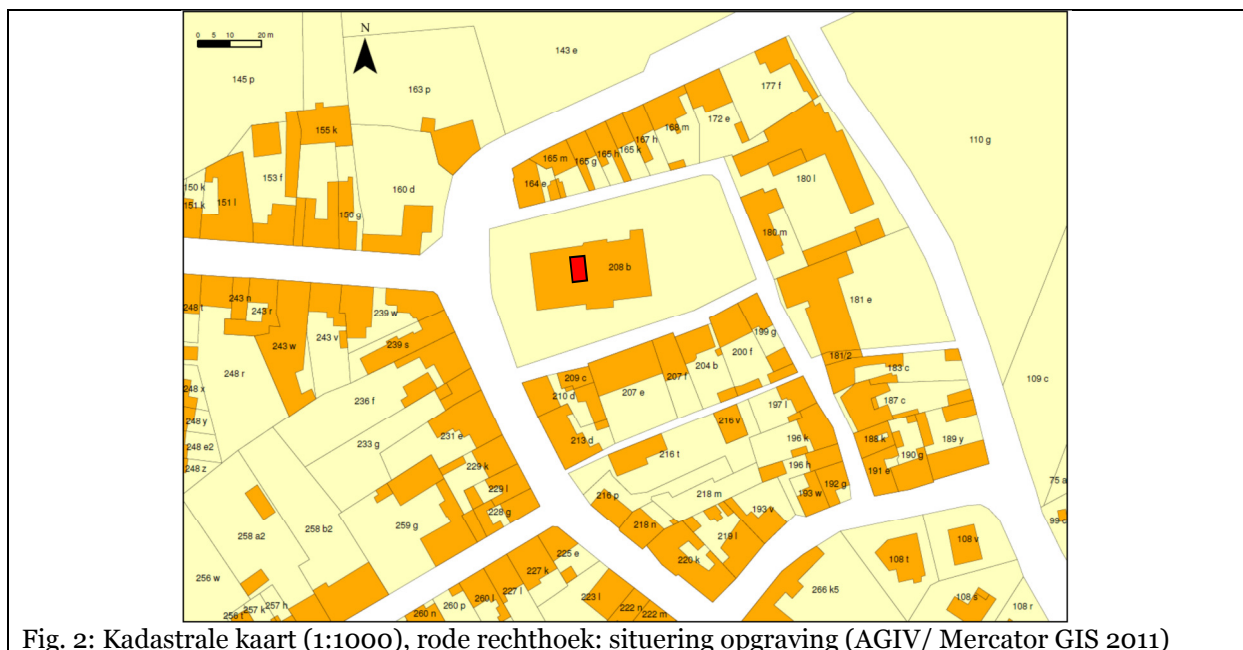 0 5 10 20 m
N
143 e
145 p
163 p
177 f
155 k
172 e
168 m
167 h
165 k
165 h
165 g
165 m
164 e
110 g
153 f
160 d
180 l
150 k
151 k
151 l
150 g
180 m
208 b
181 e
248 t
243 n
243 r
239 w
243 v
243 w
239 s
248 r
199 g
200 f
204 b
207 f
207 e
209 c
210 d
213 d
181/2
183 c
109 c
248 x
236 f
187 c
248 y
197 l
216 v
233 g
231 e
196 k
188 k
189 y
248 e2
190 g
216 t
248 z
229 k
196 h
191 e
75 a
229 l
216 p
218 m
193 w
192 g
228 g
193 v
99 c
258 b2
259 g
218 n
219 l
258 a2
225 e
220 k
108 t
108 v
256 w
227 k
227 l
266 k5
257 k
257 h
260 l
260 p
223 l
222 n
222 m
108 s
108 r
256 t
260 n
Fig. 2: Kadastrale kaart (1:1000), rode rechthoek: situering opgraving (AGIV/ Mercator GIS 2011)